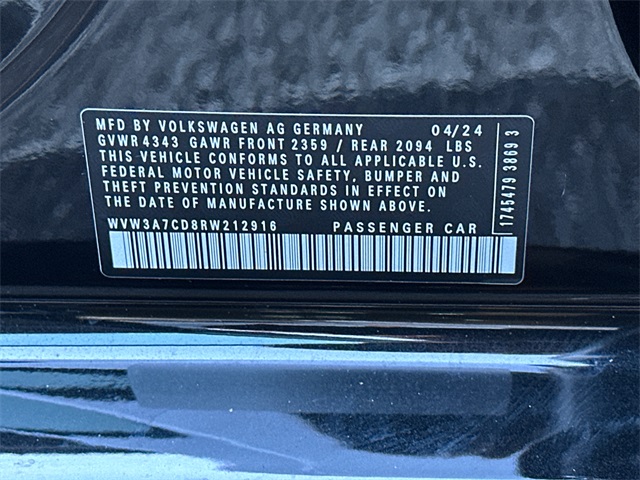 MFD BY VOLKSWAGEN AG GERMANY 04/24
GVWR 4343 GAWR FRONT 2359 / REAR 2094 LBS
THIS VEHICLE CONFORMS TO ALL APPLICABLE U.S.
FEDERAL MOTOR VEHICLE SAFETY, BUMPER AND
THEFT PREVENTION STANDARDS IN EFFECT ON
THE DATE OF MANUFACTURE SHOWN ABOVE.
WVW3A7CD8RW212916 PASSENGER CAR
1745479 3869 3